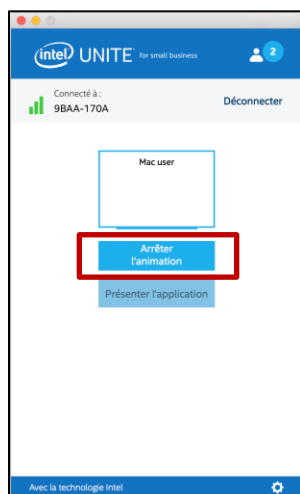 intel UNITE for small business
2
Connecté à :
9BAA-170A
Déconnecter
Mac user
Arrêter
l'animation
Présenter l'application
Avec la technologie Intel